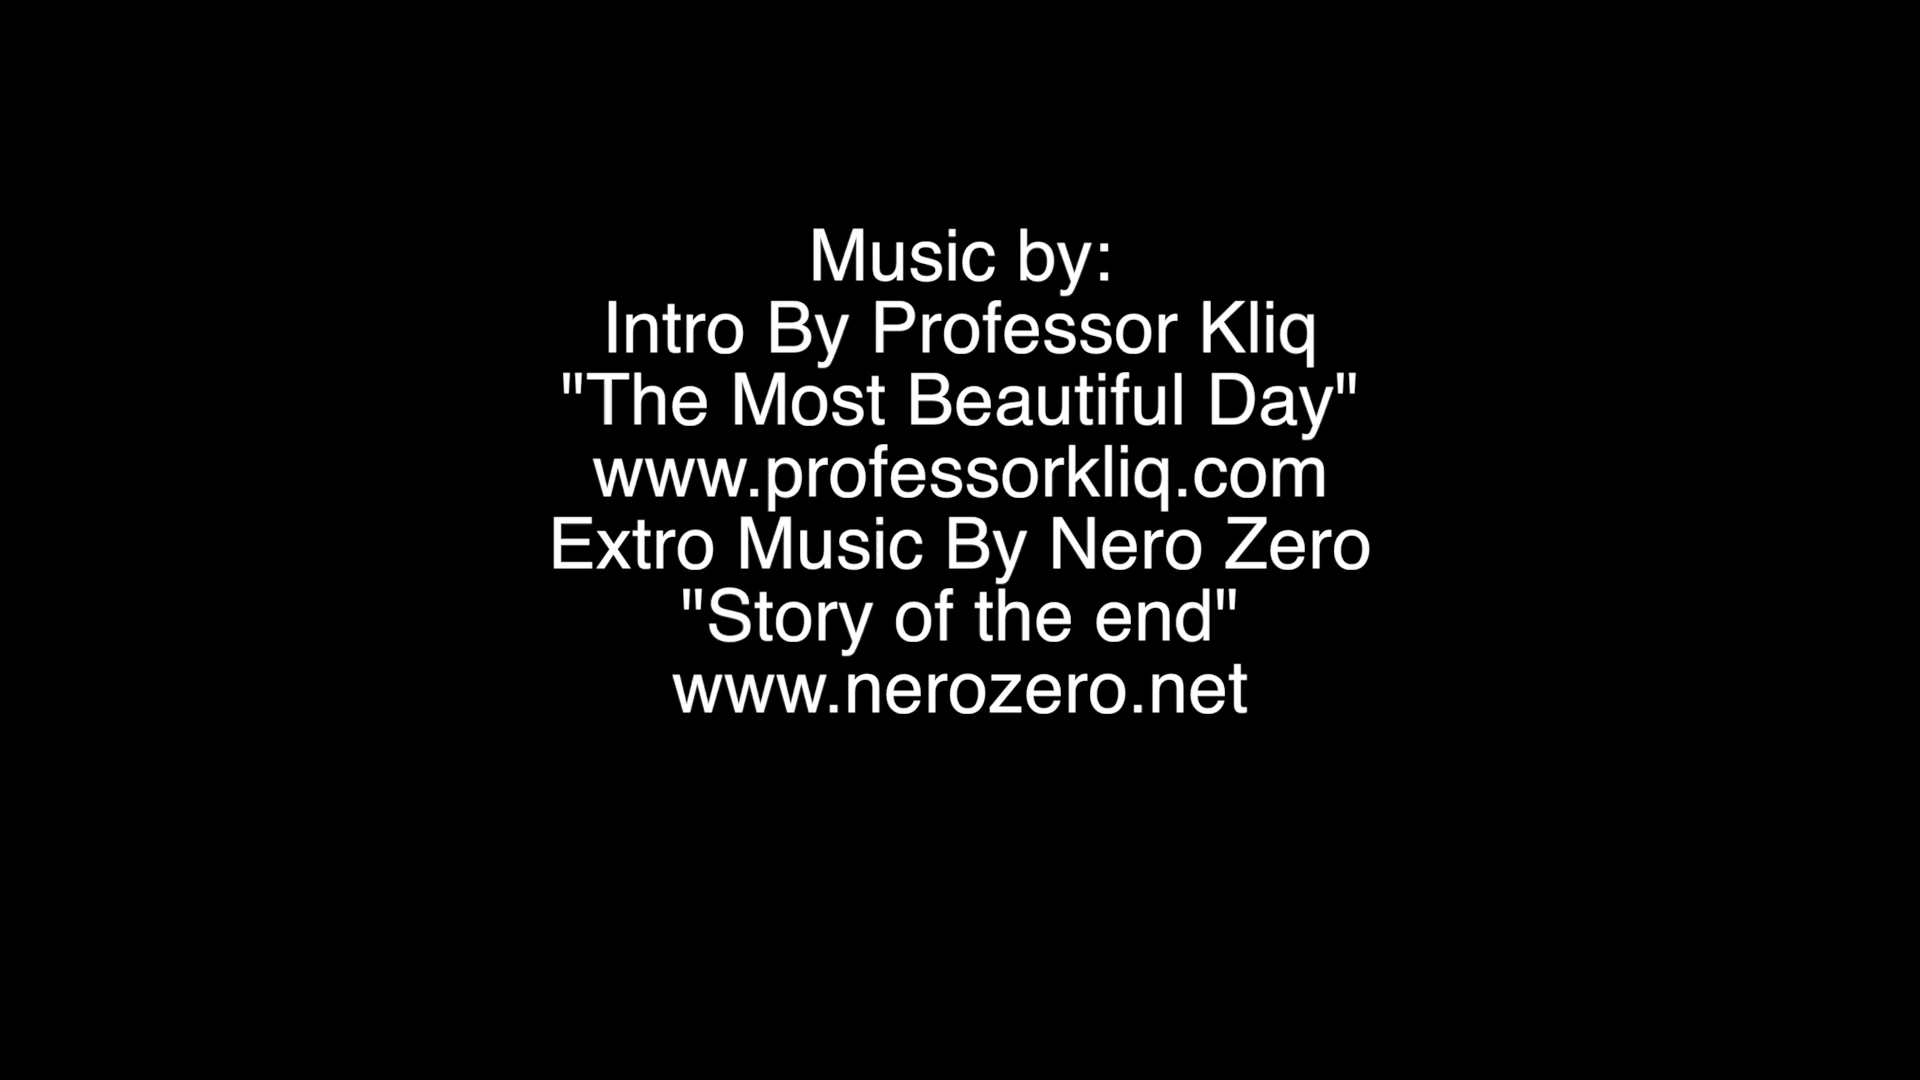 Music by:
Intro By Professor Kliq
"The Most Beautiful Day"
www.professorkliq.com
Extro Music By Nero Zero
"Story of the end"
www.nerozero.net